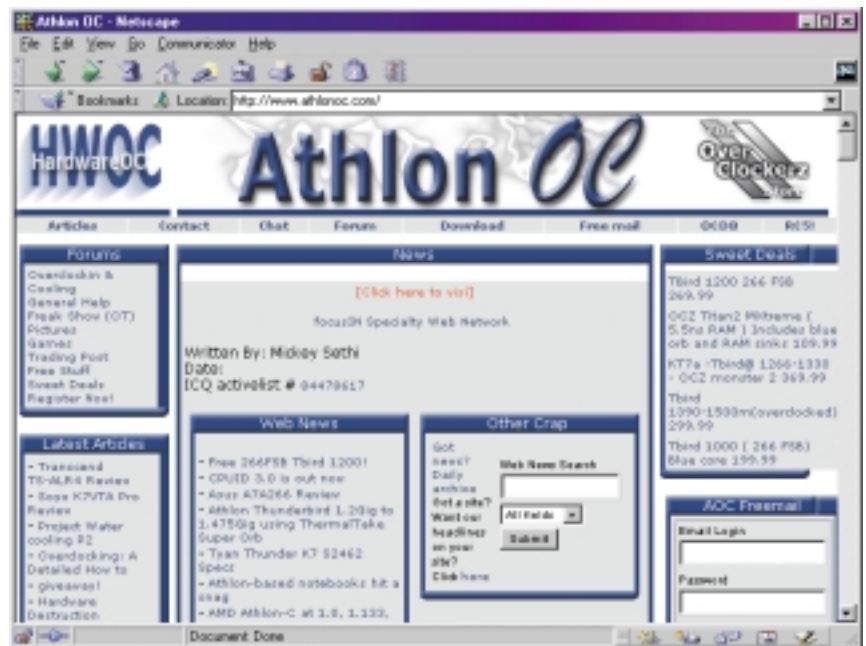 Athlon OC - Netscape
File Edit View Go Communicator Help
Bookmarks Location: http://www.athlonoc.com/
HWOC
HardwareOC
Athlon OC
The Over Clockerz Store
Articles Contact Chat Forum Download Free mail
Forums
Overclockin & Cooling
General Help
Freak Show (OT)
Pictures
Games
Trading Post
Free Stuff
Sweet Deals
Register Now!
Latest Articles
- Transcend
TS-ALR4 Review
- Soyo K7VTA Pro
Review
- Project Water
cooling P2
- Overclocking: A
Detailed How to
- giveaway!
- Hardware
Destruction
News
[Click here to visi]
focusIN Specialty Web Network
Written By: Mickey Sethi
Date:
ICQ activelist # 84478617
Web News
- Free 266FSB Tbird 1200!
- CPUID 3.0 is out now
- Asus A7A266 Review
- Athlon Thunderbird 1.2Gig to
1.475Gig using ThermalTake
Super Orb
- Tyan Thunder K7 S2462
Specs
- Athlon-based notebooks hit a
snag
- AMD Athlon-C at 1.0, 1.133,
Other Crap
Got
news?
Daily
archive
Got a site?
Want our
headlines
on your
site?
Click here
Web News Search
All fields
Submit
Sweet Deals
TBird 1200 266 FSB
269.99
OCZ Titan2 (
5.5ns RAM ) Includes blue
orb and RAM sinks 109.99
KT7a -Tbird@ 1266-1330
- OCZ monster 2 369.99
Tbird
1390-1500m(overclocked)
299.99
Tbird 1000 ( 266 FSB)
Blue core 199.99
AOC Freemail
Email Login
Password
Document Done